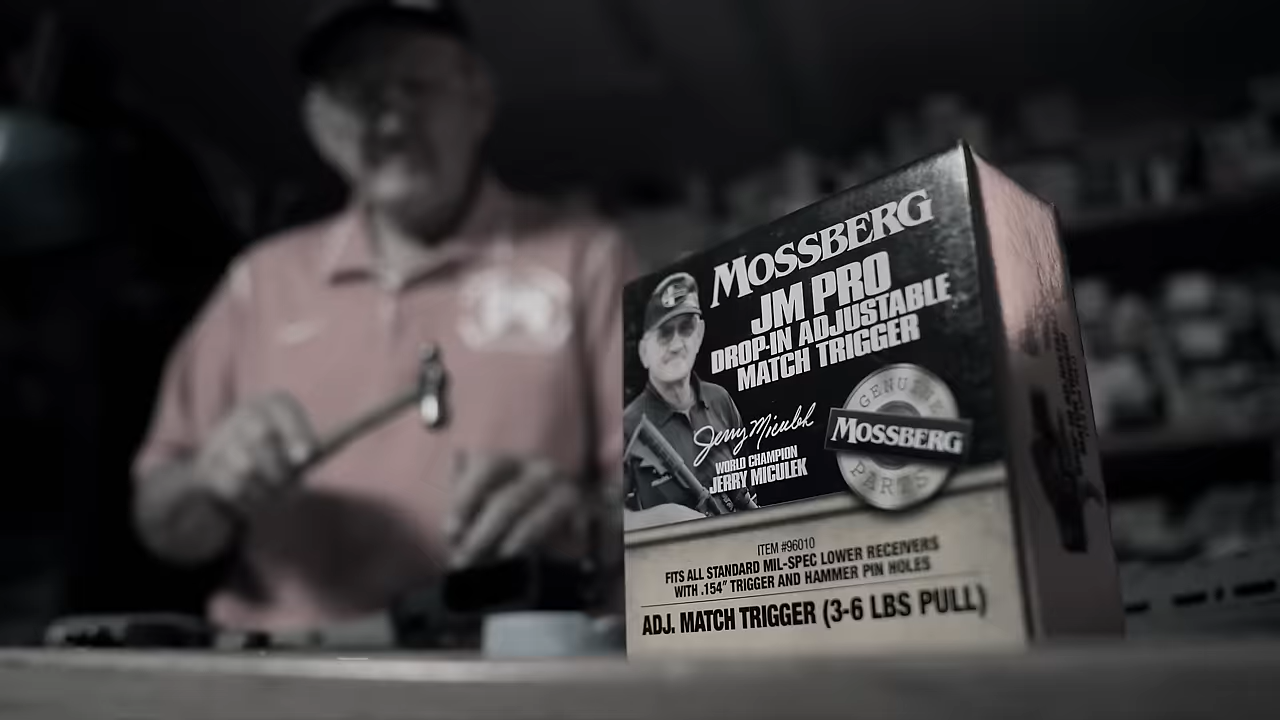 MOSSBERG
JM PRO
DROP-IN ADJUSTABLE
MATCH TRIGGER
Jerry Miculek
WORLD CHAMPION
JERRY MICULEK
GENUINE
MOSSBERG
PARTS
ITEM #96010
FITS ALL STANDARD MIL-SPEC LOWER RECEIVERS
WITH .154" TRIGGER AND HAMMER PIN HOLES
ADJ. MATCH TRIGGER (3-6 LBS PULL)